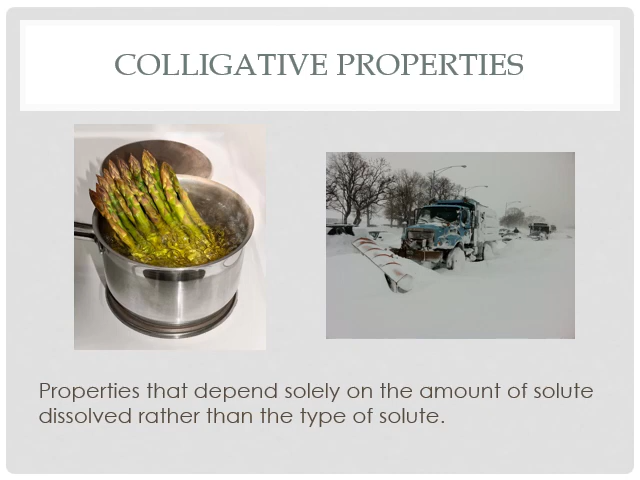 COLLIGATIVE PROPERTIES
Properties that depend solely on the amount of solute
dissolved rather than the type of solute.